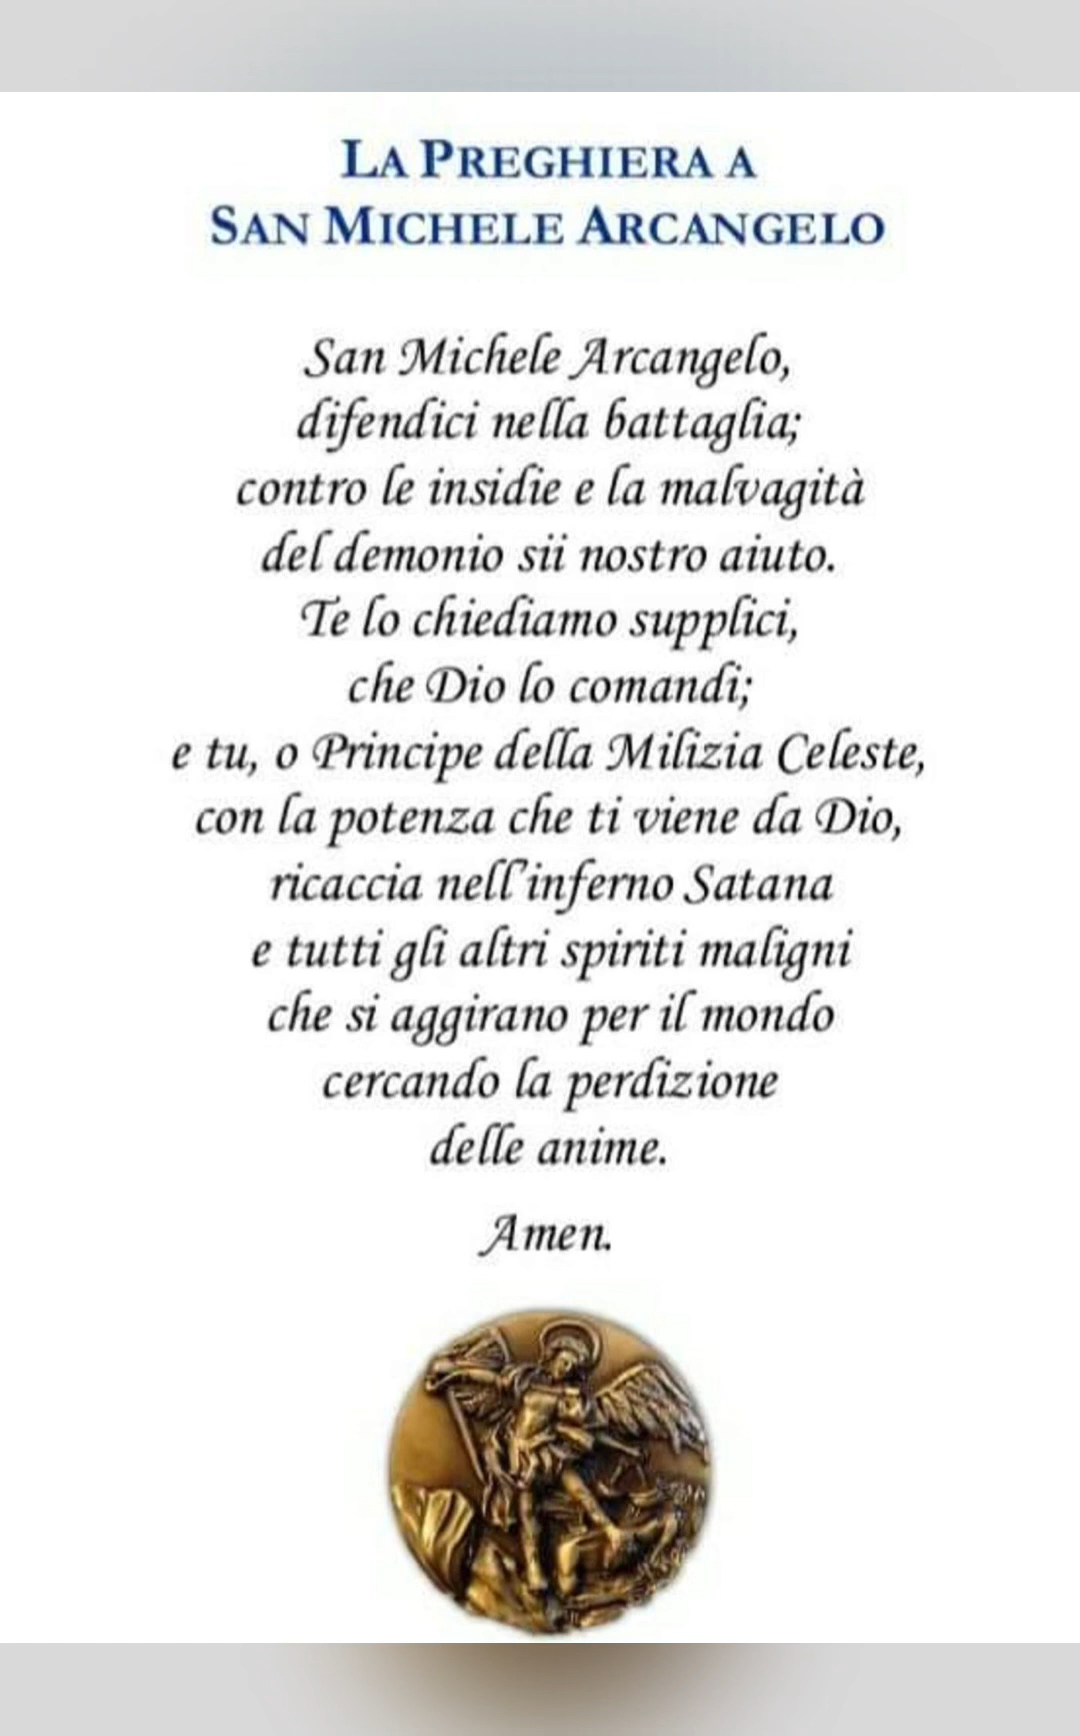 LA PREGHIERA A
SAN MICHELE ARCANGELO
San Michele Arcangelo,
difendici nella battaglia;
contro le insidie e la malvagità
del demonio sii nostro aiuto.
Te lo chiediamo supplici,
che Dio lo comandi;
e tu, o Principe della Milizia Celeste,
con la potenza che ti viene da Dio,
ricaccia nell'inferno Satana
e tutti gli altri spiriti maligni
che si aggirano per il mondo
cercando la perdizione
delle anime.
Amen.